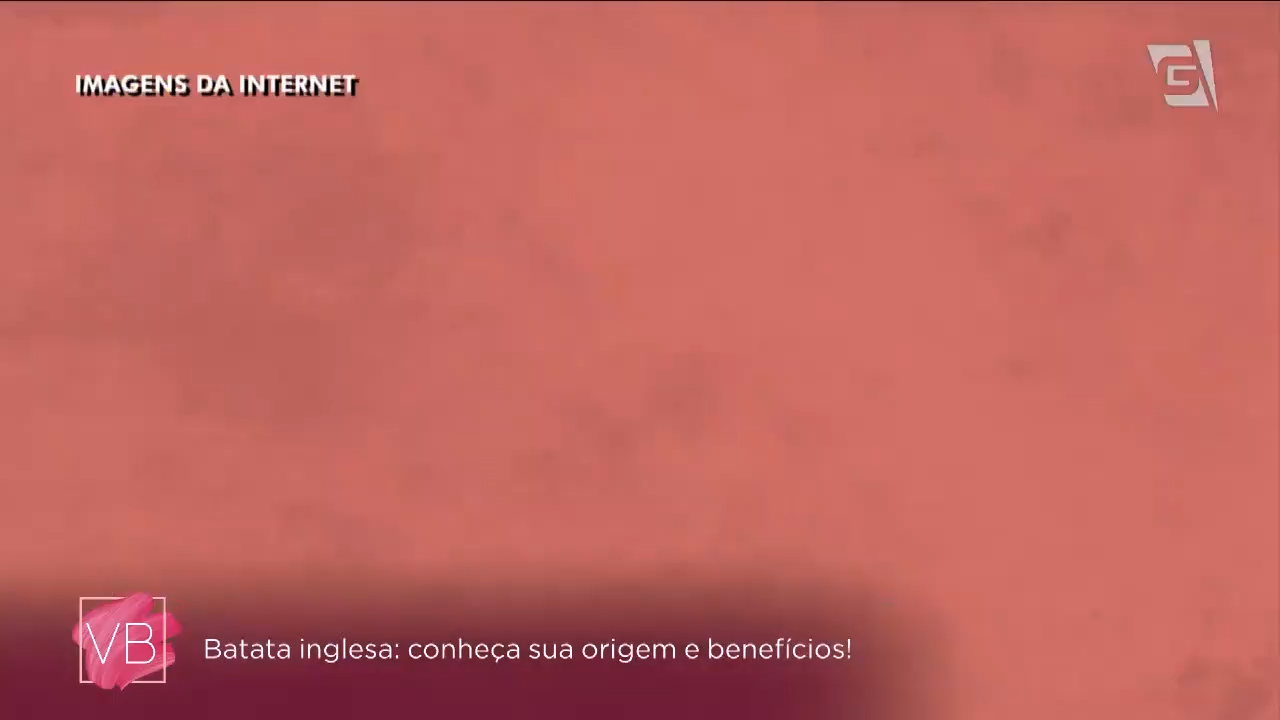 IMAGENS DA INTERNET
G
VB
Batata inglesa: conheça sua origem e benefícios!